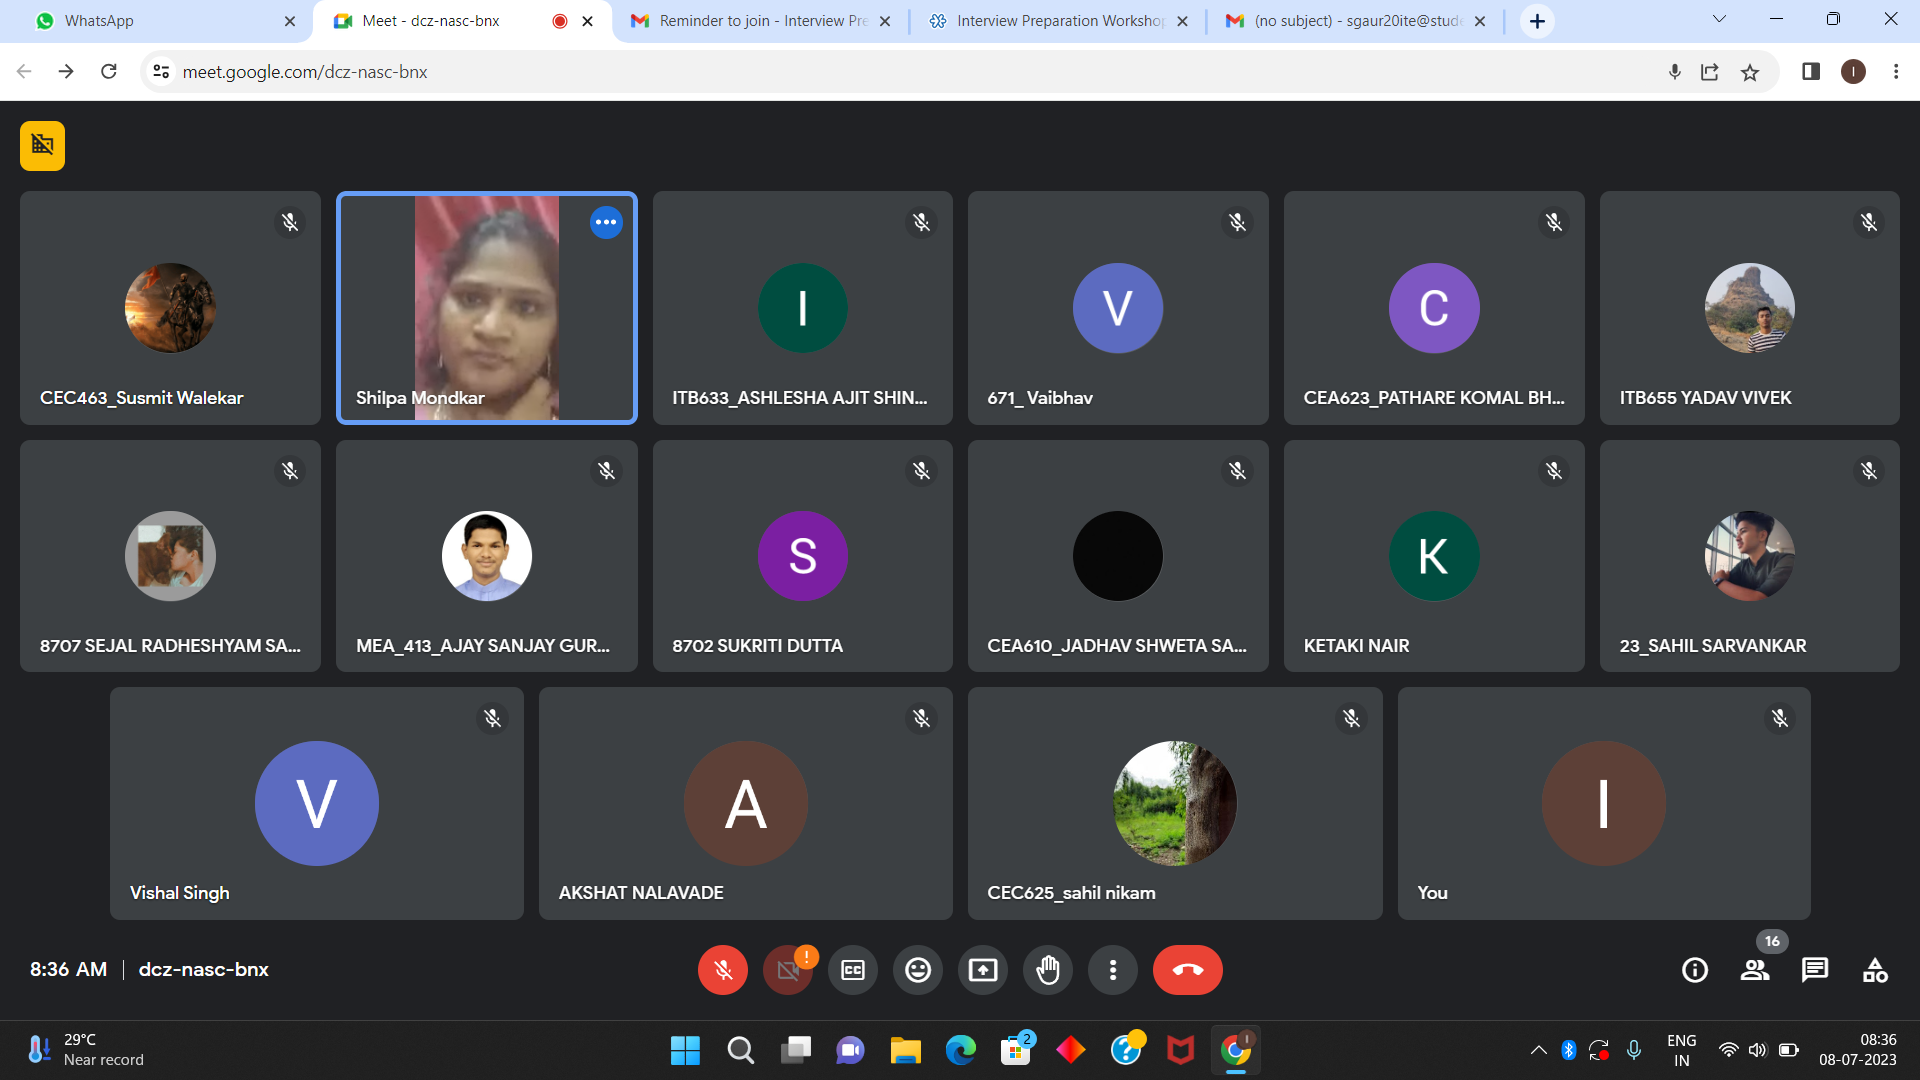 WhatsApp
Meet - dcz-nasc-bnx
Reminder to join - Interview Pre
Interview Preparation Workshop
(no subject) - sgaur20ite@stude
meet.google.com/dcz-nasc-bnx
I
CEC463_Susmit Walekar
Shilpa Mondkar
I
ITB633_ASHLESHA AJIT SHIN...
V
671_ Vaibhav
C
CEA623_PATHARE KOMAL BH...
ITB655 YADAV VIVEK
8707 SEJAL RADHESHYAM SA...
MEA_413_AJAY SANJAY GUR...
S
8702 SUKRITI DUTTA
CEA610_JADHAV SHWETA SA...
K
KETAKI NAIR
23_SAHIL SARVANKAR
V
Vishal Singh
A
AKSHAT NALAVADE
CEC625_sahil nikam
I
You
8:36 AM | dcz-nasc-bnx
!
CC
16
29°C
Near record
2
?
I
ENG
IN
08:36
08-07-2023